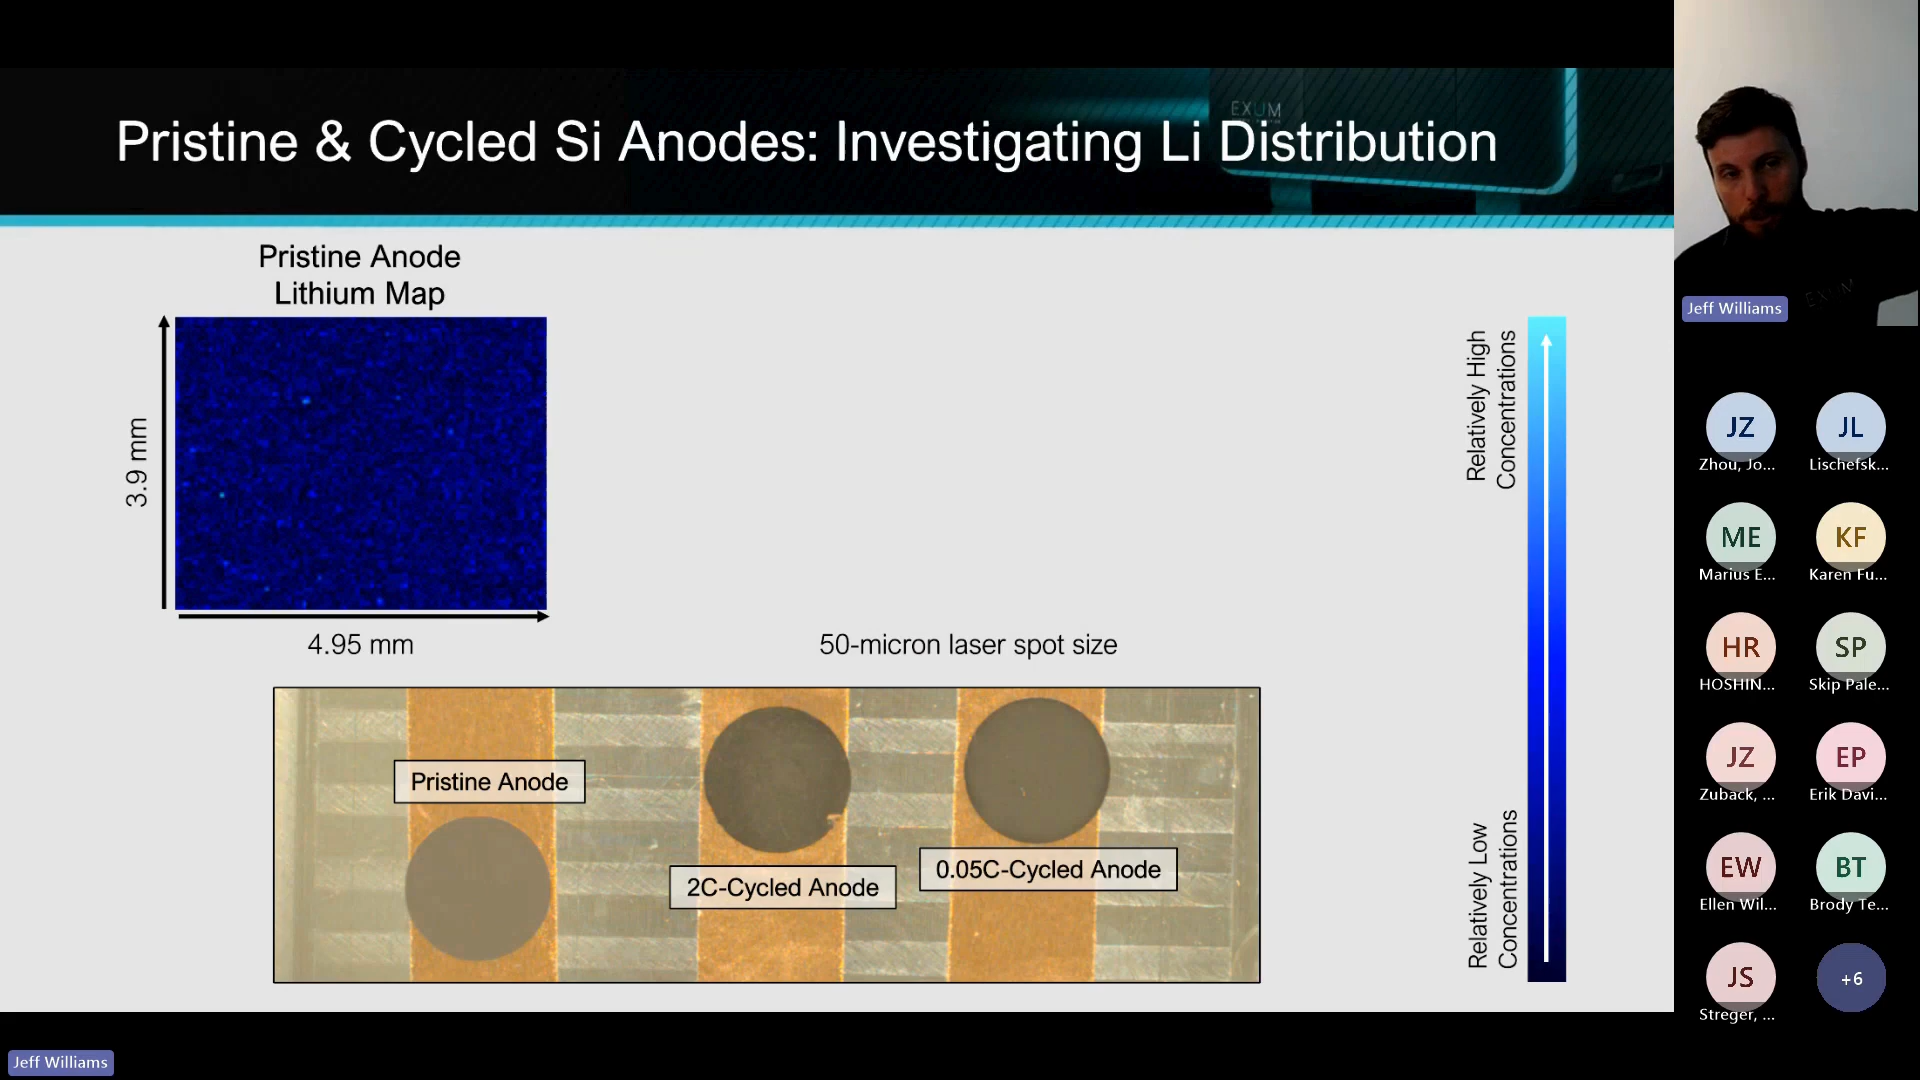 EXUM
Pristine & Cycled Si Anodes: Investigating Li Distribution
Pristine Anode
Lithium Map
3.9 mm
4.95 mm
50-micron laser spot size
Pristine Anode
2C-Cycled Anode
0.05C-Cycled Anode
Relatively High
Concentrations
Relatively Low
Concentrations
EXUM
Jeff Williams
JZ
Zhou, Jo...
JL
Lischefsk...
ME
Marius E...
KF
Karen Fu...
HR
HOSHIN...
SP
Skip Pale...
JZ
Zuback, ...
EP
Erik Davi...
EW
Ellen Wil...
BT
Brody Te...
JS
Streger, ...
+6
Jeff Williams